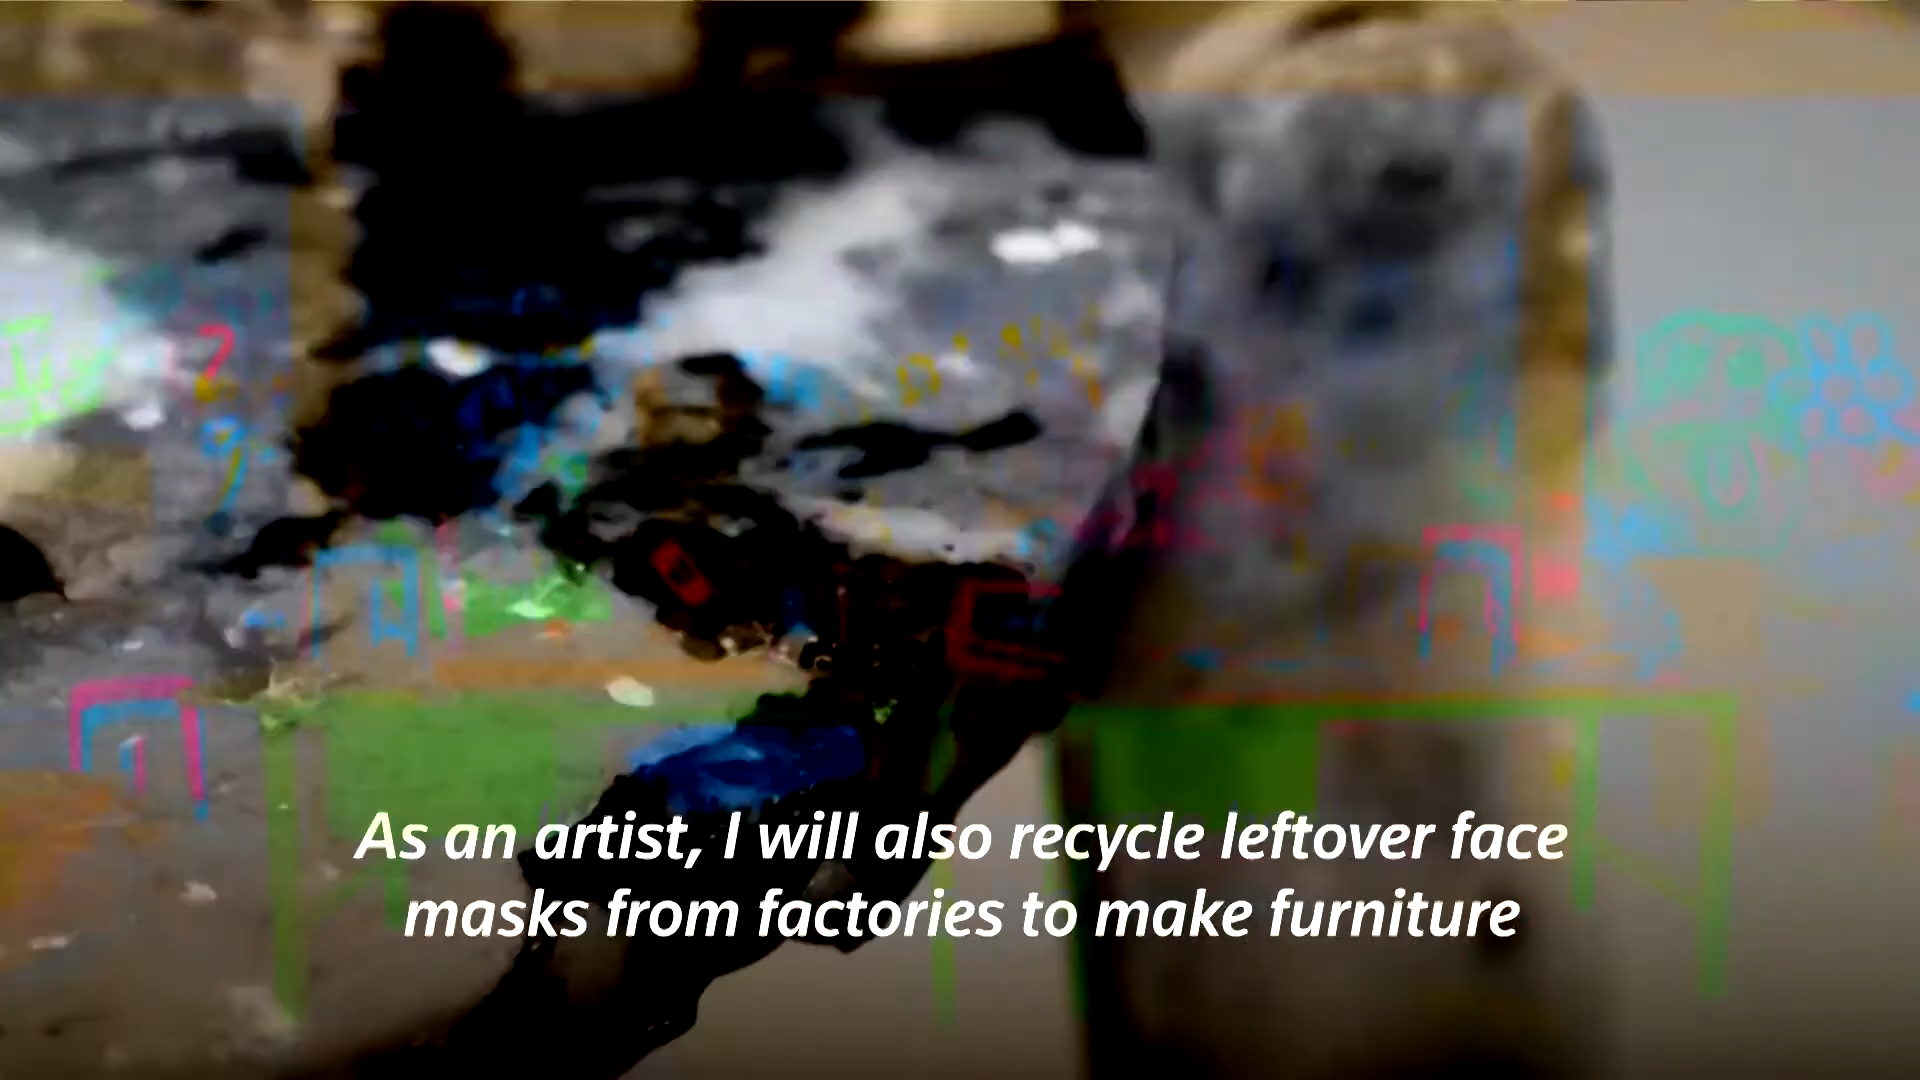 As an artist, I will also recycle leftover face
masks from factories to make furniture